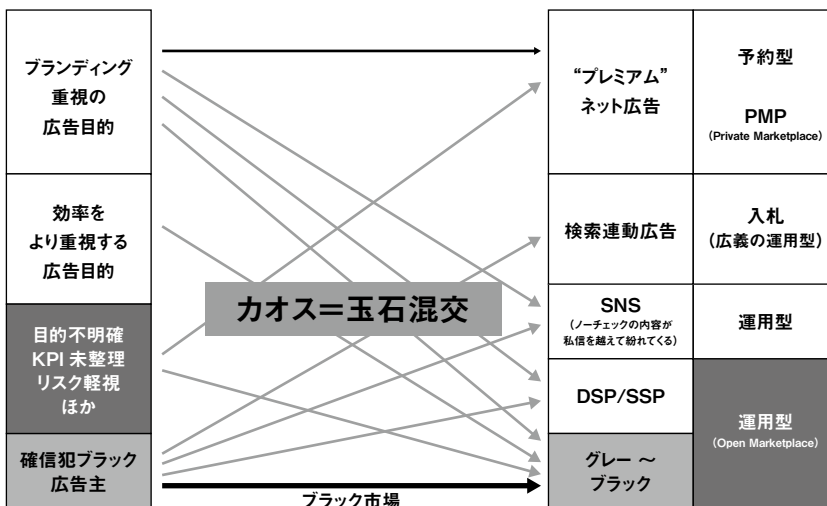 ブランディング
重視の
広告目的
効率を
より重視する
広告目的
目的不明確
KPI 未整理
リスク軽視
ほか
確信犯ブラック
広告主
カオス＝玉石混交
ブラック市場
“プレミアム”
ネット広告
検索連動広告
SNS
（ノーチェックの内容が
私信を越えて紛れてくる）
DSP/SSP
グレー 〜
ブラック
予約型
PMP
（Private Marketplace）
入札
（広義の運用型）
運用型
運用型
（Open Marketplace）